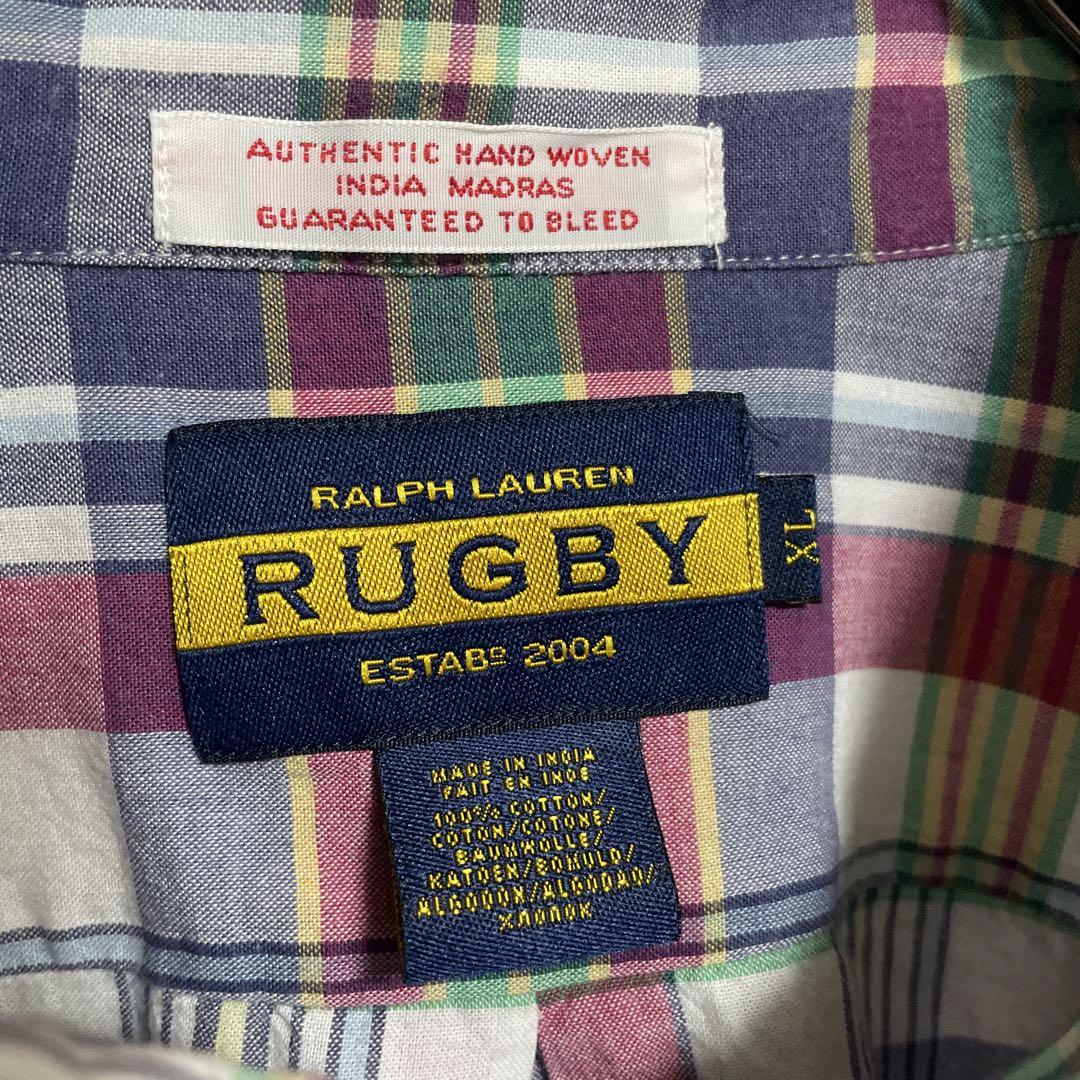 AUTHENTIC HAND WOVEN
INDIA MADRAS
GUARANTEED TO BLEED
RALPH LAUREN
RUGBY
XL
ESTABº 2004
MADE IN INDIA
FAIT EN INDE
100% COTTON/
COTON/COTONE/
BAUMWOLLE/
KATOEN/BOMULD/
ALGODON/ALGODAO/
ХЛОПОК